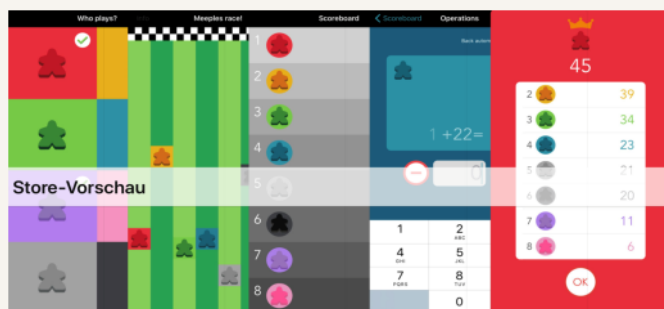 Who plays?
Meeples race!
Scoreboard
Scoreboard
Operations
1
2
3
4
5
6
7
8
1 +22=
0
1
2
ABC
4
GHI
5
JKL
7
PQRS
8
TUV
0
45
2 39
3 34
4 23
5 21
6 20
7 11
8 6
OK
Store-Vorschau